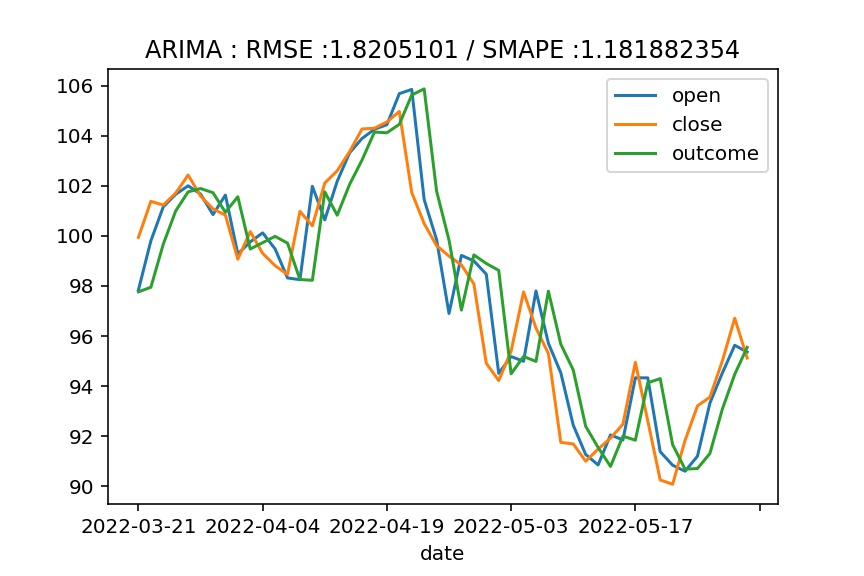 ARIMA : RMSE :1.8205101 / SMAPE :1.181882354
open
close
outcome
106
104
102
100
98
96
94
92
90
2022-03-21 2022-04-04 2022-04-19 2022-05-03 2022-05-17
date